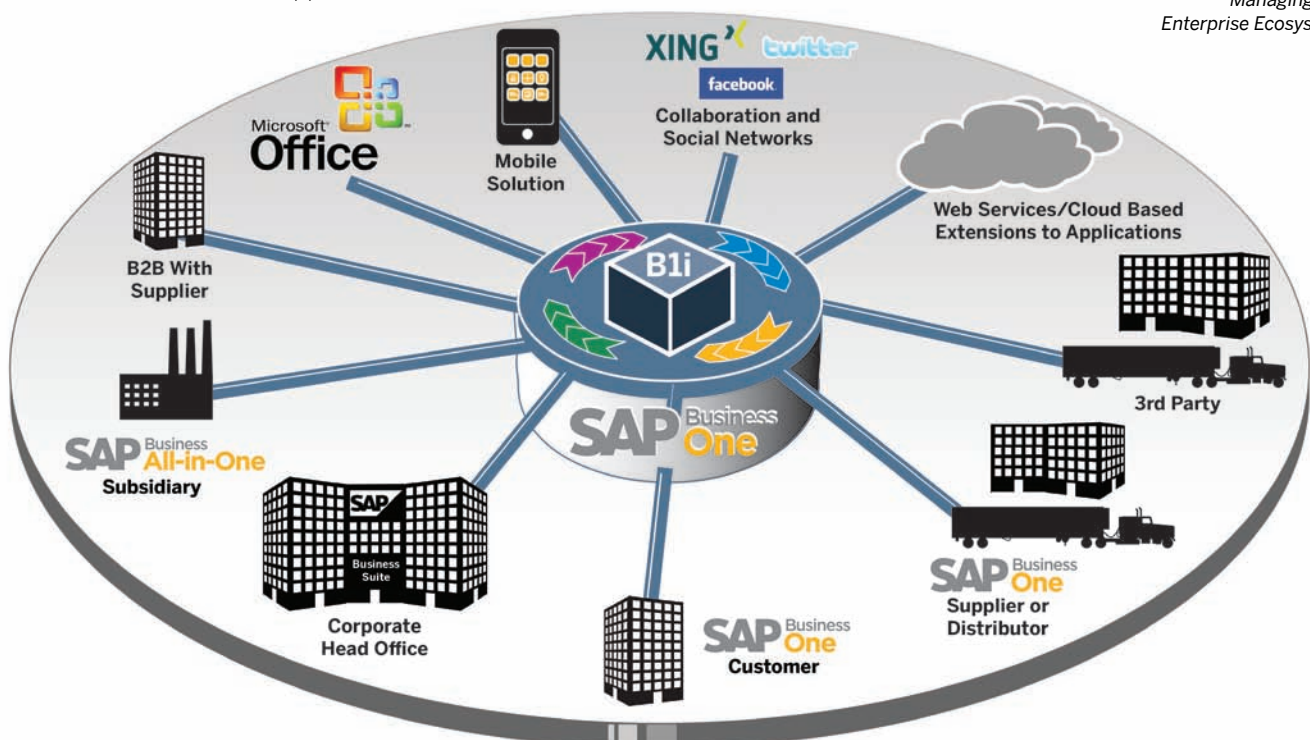 Managing
Enterprise Ecosys
XING twitter
facebook
Collaboration and
Social Networks
Microsoft®
Office™
Mobile
Solution
Web Services/Cloud Based
Extensions to Applications
B2B With
Supplier
B1i
3rd Party
SAP Business
All-in-One
Subsidiary
SAP Business
One
SAP
Business
Suite
Corporate
Head Office
SAP Business
One
Customer
SAP Business
One
Supplier or
Distributor